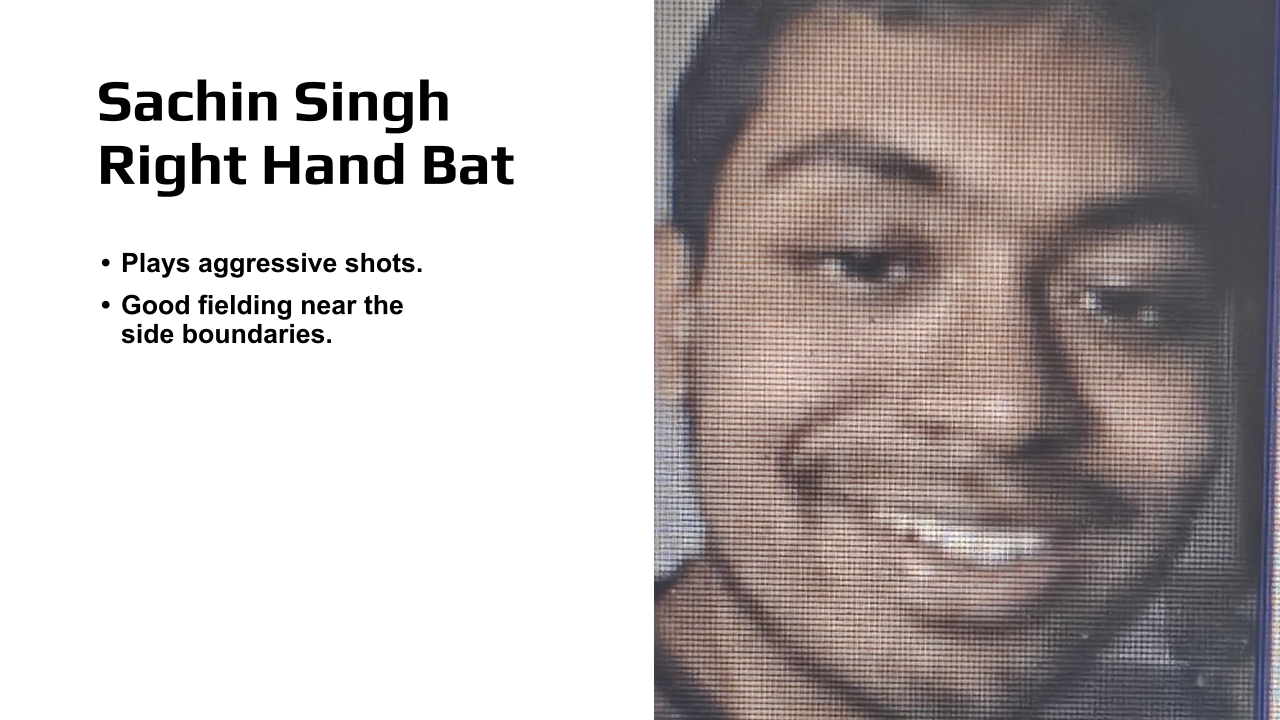 Sachin Singh
Right Hand Bat
• Plays aggressive shots.
• Good fielding near the
side boundaries.